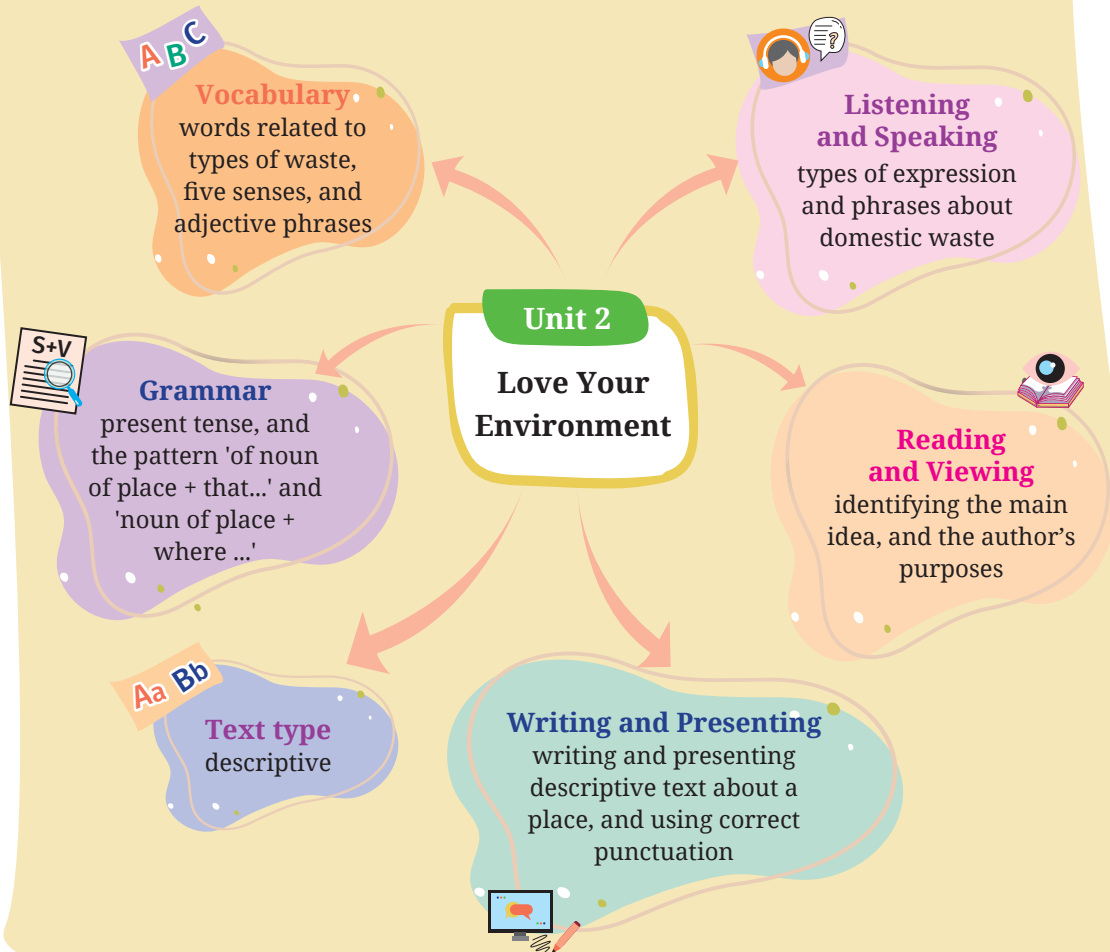 A B C
Vocabulary
words related to
types of waste,
five senses, and
adjective phrases
?
Listening
and Speaking
types of expression
and phrases about
domestic waste
Unit 2
Love Your
Environment
S+V
Grammar
present tense, and
the pattern 'of noun
of place + that...' and
'noun of place +
where ...'
Reading
and Viewing
identifying the main
idea, and the author’s
purposes
Aa Bb
Text type
descriptive
Writing and Presenting
writing and presenting
descriptive text about a
place, and using correct
punctuation